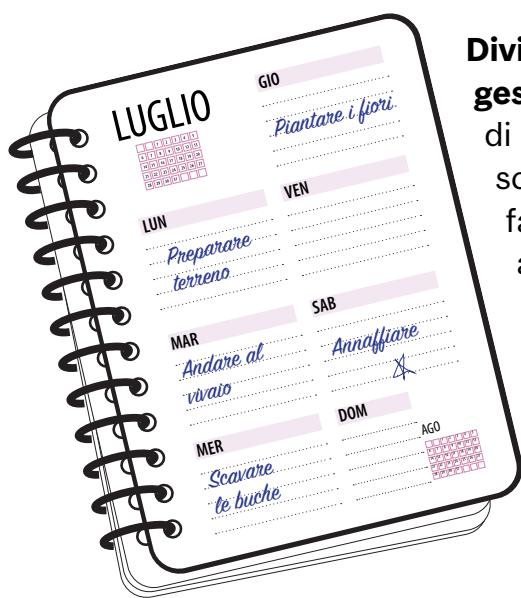 LUGLIO
LUN
Preparare
terreno
MAR
Andare al
vivaio
MER
Scavare
le buche
GIO
Piantare i fiori
VEN
SAB
Annaffiare
DOM
AGO
Divi
ges
di
so
fa
a